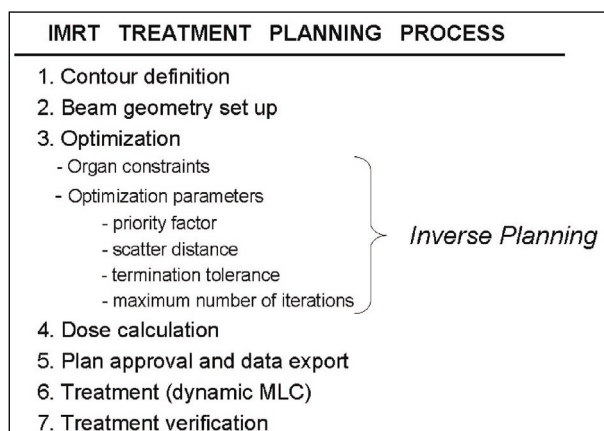 IMRT TREATMENT PLANNING PROCESS
1. Contour definition
2. Beam geometry set up
3. Optimization
- Organ constraints
- Optimization parameters
- priority factor
- scatter distance
- termination tolerance
- maximum number of iterations
Inverse Planning
4. Dose calculation
5. Plan approval and data export
6. Treatment (dynamic MLC)
7. Treatment verification